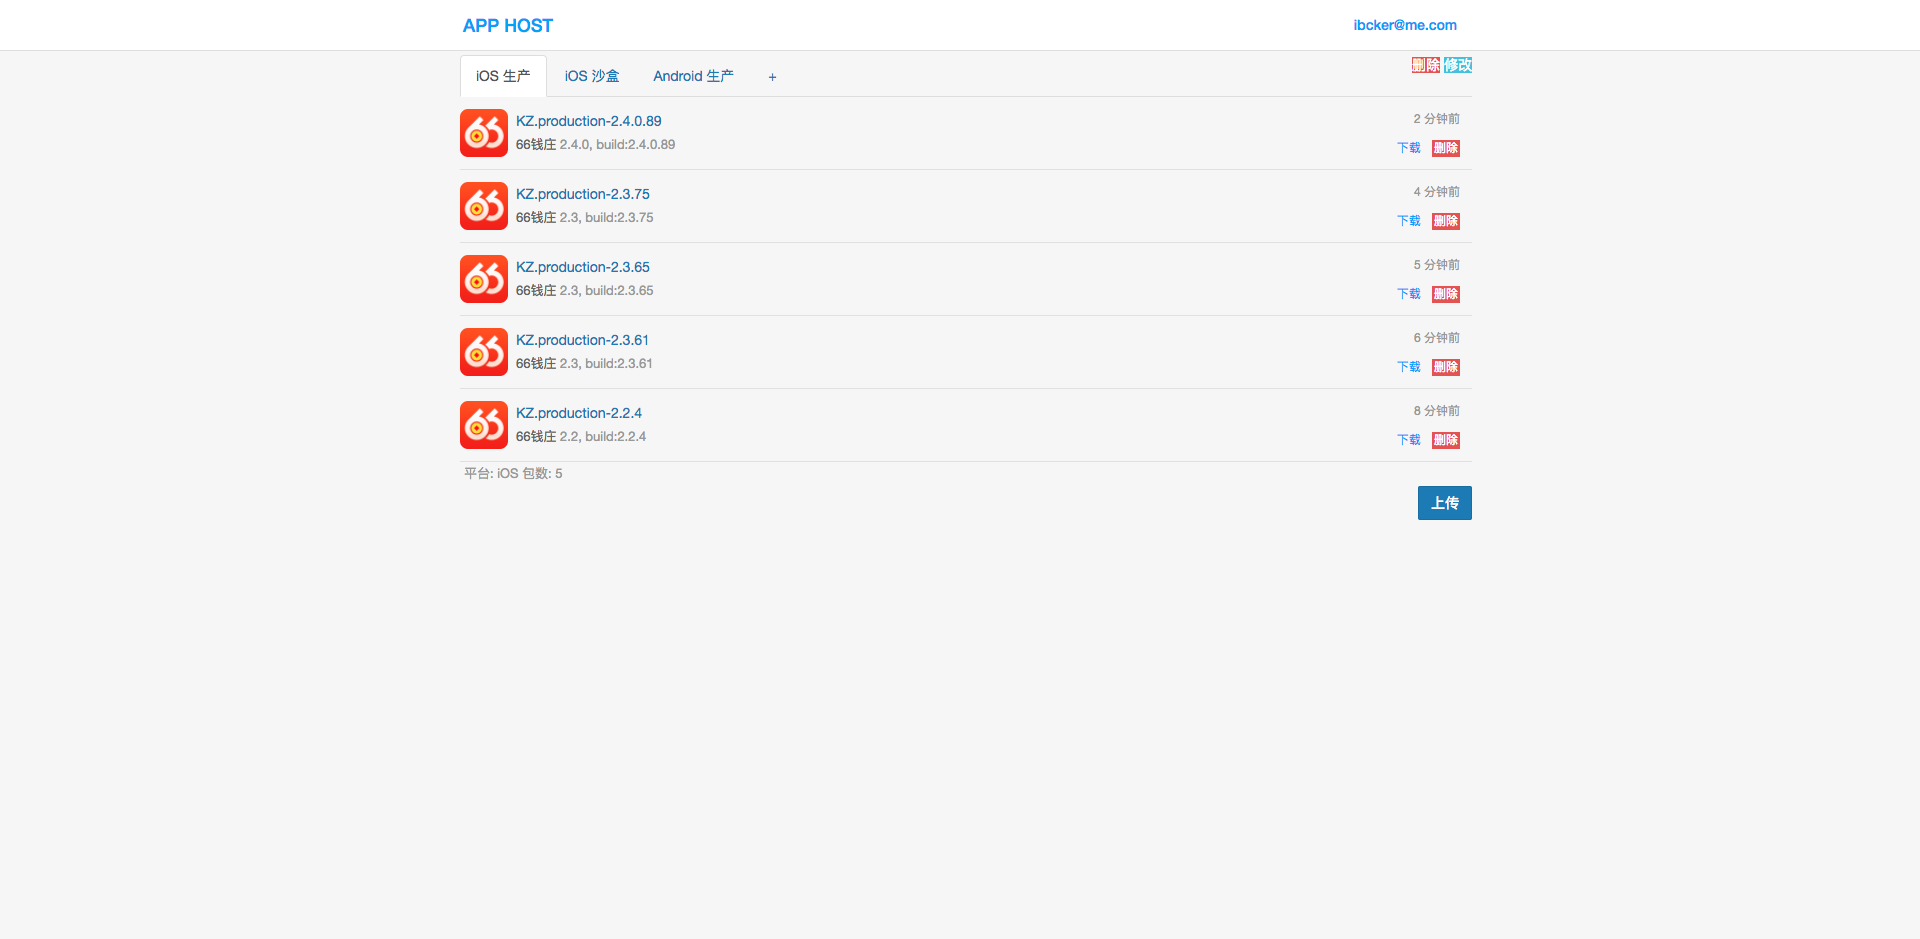 APP HOST
ibcker@me.com
iOS 生产
iOS 沙盒
Android 生产
+
删除 修改
KZ.production-2.4.0.89
2 分钟前
66钱庄 2.4.0, build:2.4.0.89
下载 删除
KZ.production-2.3.75
4 分钟前
66钱庄 2.3, build:2.3.75
下载 删除
KZ.production-2.3.65
5 分钟前
66钱庄 2.3, build:2.3.65
下载 删除
KZ.production-2.3.61
6 分钟前
66钱庄 2.3, build:2.3.61
下载 删除
KZ.production-2.2.4
8 分钟前
66钱庄 2.2, build:2.2.4
下载 删除
平台: iOS 包数: 5
上传